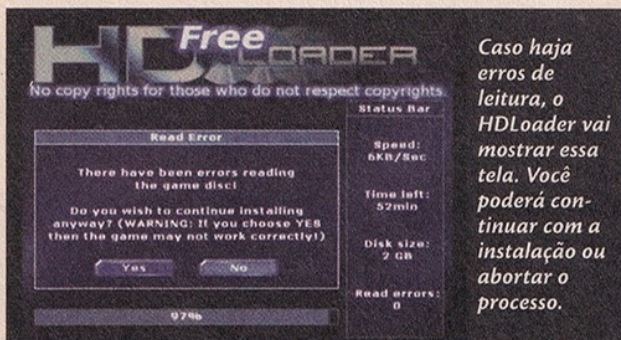 HD Free LOADER
No copy rights for those who do not respect copyrights.
Status Bar
Read Error
Speed:
6KB/Sec
There have been errors reading
the game disc!
Time left:
52min
Do you wish to continue installing
anyway? (WARNING: If you choose YES
then the game may not work correctly!)
Disk size:
2 GB
Yes No
Read errors:
0
97%
Caso haja
erros de
leitura, o
HDLoader vai
mostrar essa
tela. Você
poderá con-
tinuar com a
instalação ou
abortar o
processo.